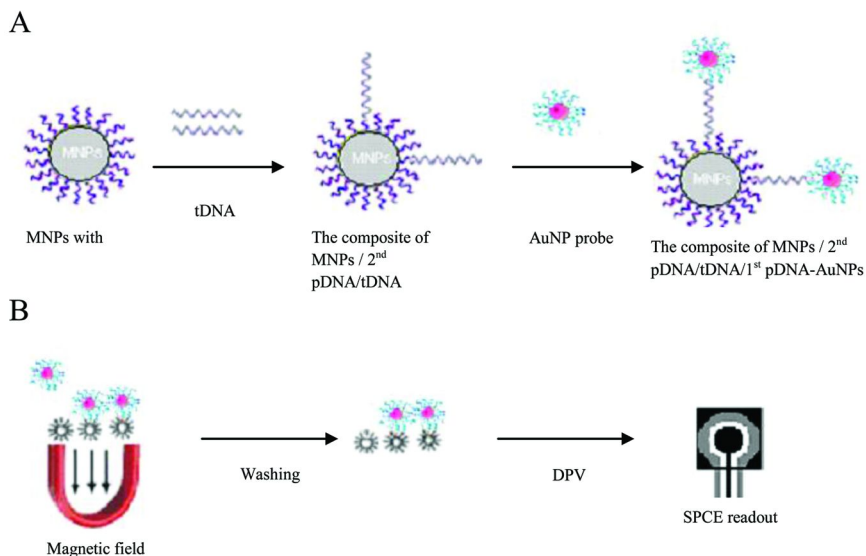 A
MNPs
MNPs
MNPs
tDNA
AuNP probe
MNPs with
The composite of
MNPs / 2nd
pDNA/tDNA
The composite of MNPs / 2nd
pDNA/tDNA/1st pDNA-AuNPs
B
Washing
DPV
Magnetic field
SPCE readout